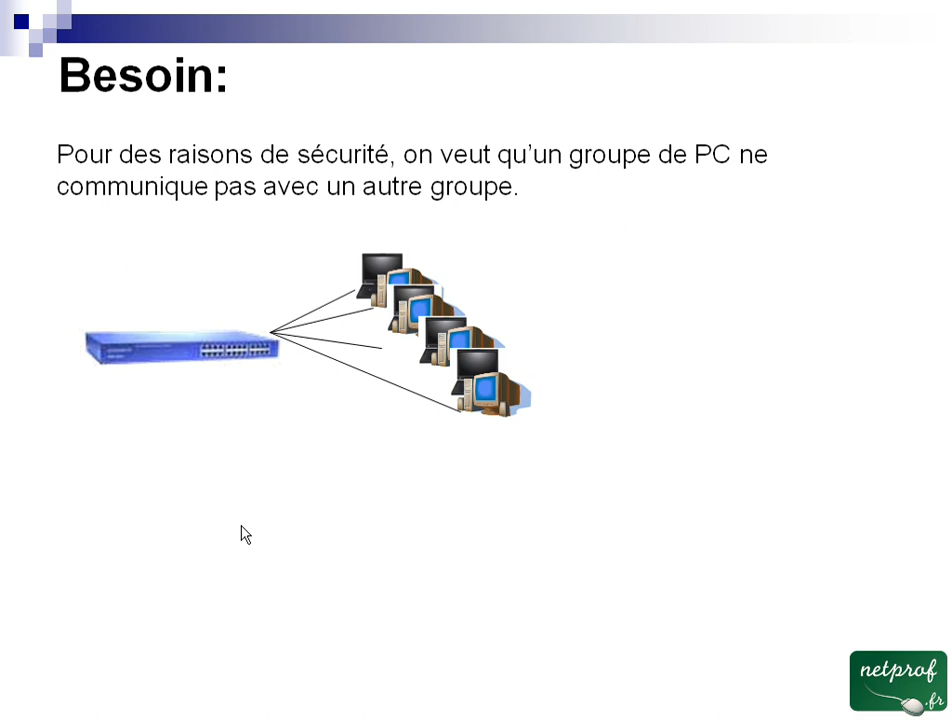 Besoin:
Pour des raisons de sécurité, on veut qu'un groupe de PC ne
communique pas avec un autre groupe.
netprof
.fr